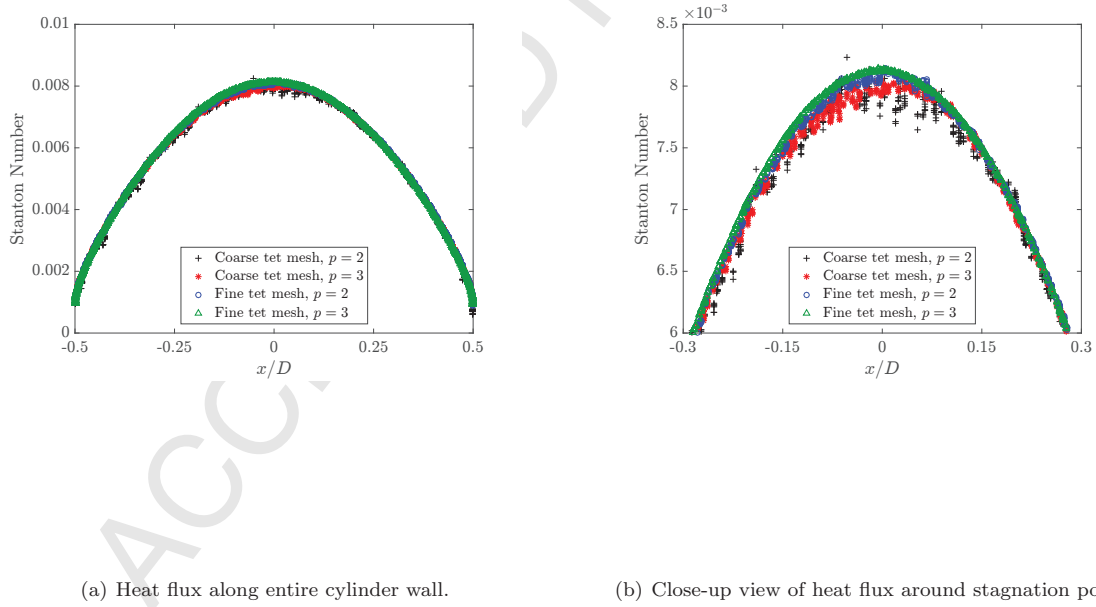 0.01
0.008
0.006
0.004
0.002
0
Stanton Number
-0.5
-0.25
0
0.25
0.5
x/D
Coarse tet mesh, p = 2
Coarse tet mesh, p = 3
Fine tet mesh, p = 2
Fine tet mesh, p = 3
(a) Heat flux along entire cylinder wall.
×10⁻³
8.5
8
7.5
7
6.5
6
Stanton Number
-0.3
-0.15
0
0.15
0.3
x/D
Coarse tet mesh, p = 2
Coarse tet mesh, p = 3
Fine tet mesh, p = 2
Fine tet mesh, p = 3
(b) Close-up view of heat flux around stagnation po
ACC